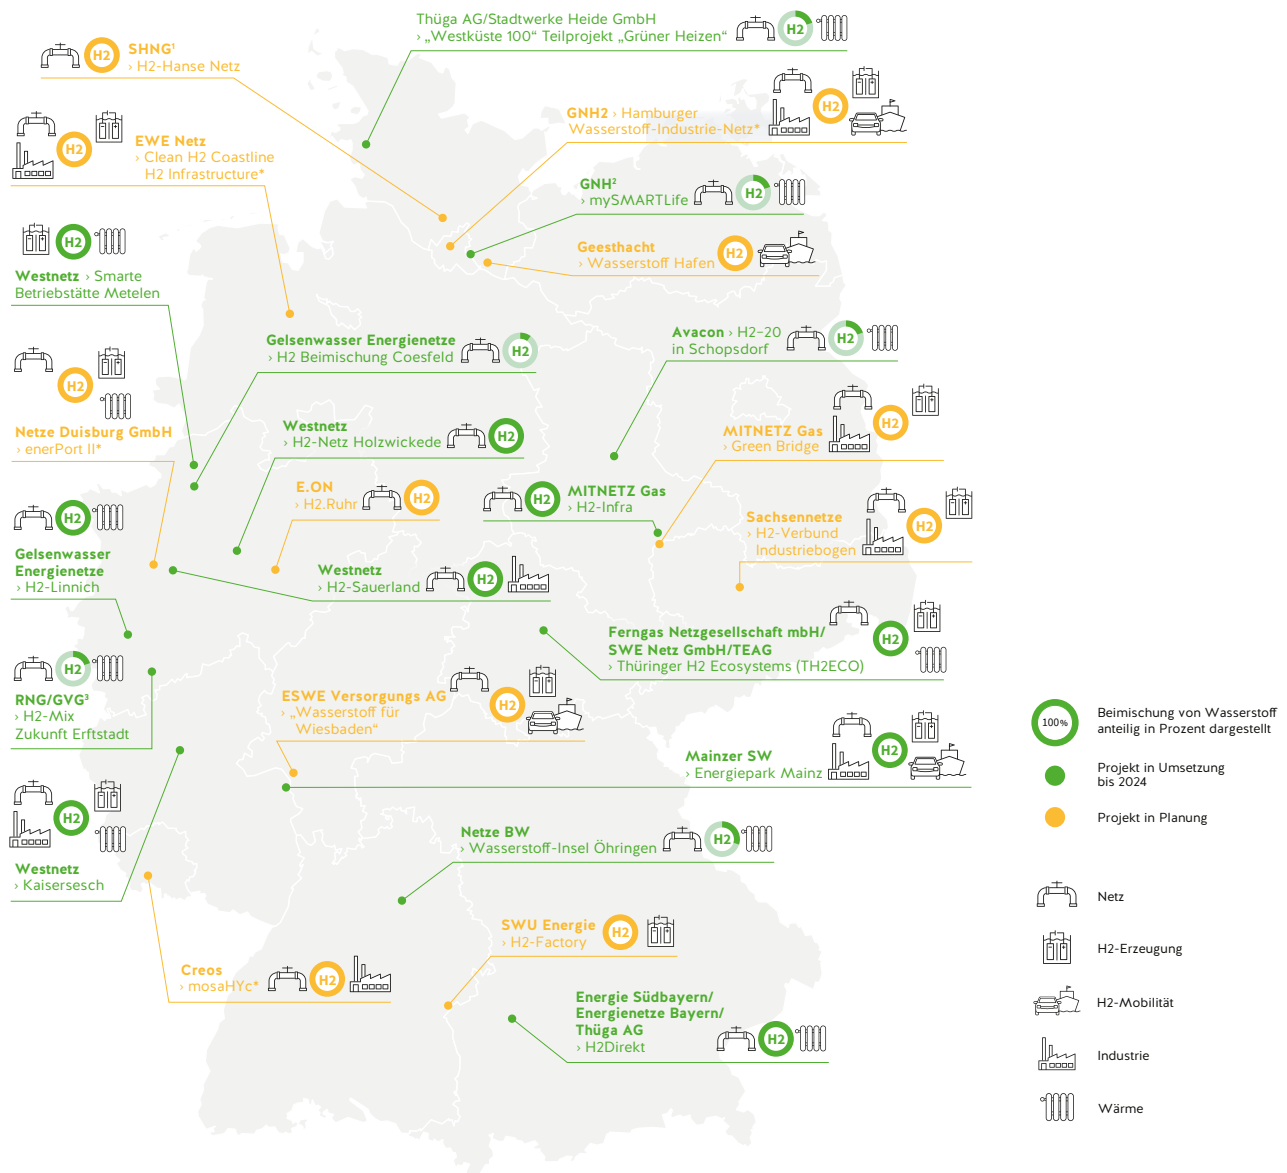 Thüga AG/Stadtwerke Heide GmbH
› „Westküste 100“ Teilprojekt „Grüner Heizen“
H2
SHNG¹
› H2-Hanse Netz
H2
GNH2 › Hamburger
Wasserstoff-Industrie-Netz*
H2
EWE Netz
› Clean H2 Coastline
H2 Infrastructure*
H2
GNH²
› mySMARTLife
H2
Geesthacht
› Wasserstoff Hafen
H2
H2
Westnetz › Smarte
Betriebstätte Metelen
Gelsenwasser Energienetze
› H2 Beimischung Coesfeld
H2
Avacon › H2-20
in Schopsdorf
H2
H2
Netze Duisburg GmbH
› enerPort II*
Westnetz
› H2-Netz Holzwickede
H2
MITNETZ Gas
› Green Bridge
H2
E.ON
› H2.Ruhr
H2
H2
MITNETZ Gas
› H2-Infra
Sachsennetze
› H2-Verbund
Industriebogen
H2
H2
Gelsenwasser
Energienetze
› H2-Linnich
Westnetz
› H2-Sauerland
H2
Ferngas Netzgesellschaft mbH/
SWE Netz GmbH/TEAG
› Thüringer H2 Ecosystems (TH2ECO)
H2
H2
RNG/GVG³
› H2-Mix
Zukunft Erftstadt
ESWE Versorgungs AG
› „Wasserstoff für
Wiesbaden“
H2
Mainzer SW
› Energiepark Mainz
H2
H2
Westnetz
› Kaisersesch
Netze BW
› Wasserstoff-Insel Öhringen
H2
SWU Energie
› H2-Factory
H2
Creos
› mosaHYc*
H2
Energie Südbayern/
Energienetze Bayern/
Thüga AG
› H2Direkt
H2
100%
Beimischung von Wasserstoff
anteilig in Prozent dargestellt
Projekt in Umsetzung
bis 2024
Projekt in Planung
Netz
H2-Erzeugung
H2-Mobilität
Industrie
Wärme